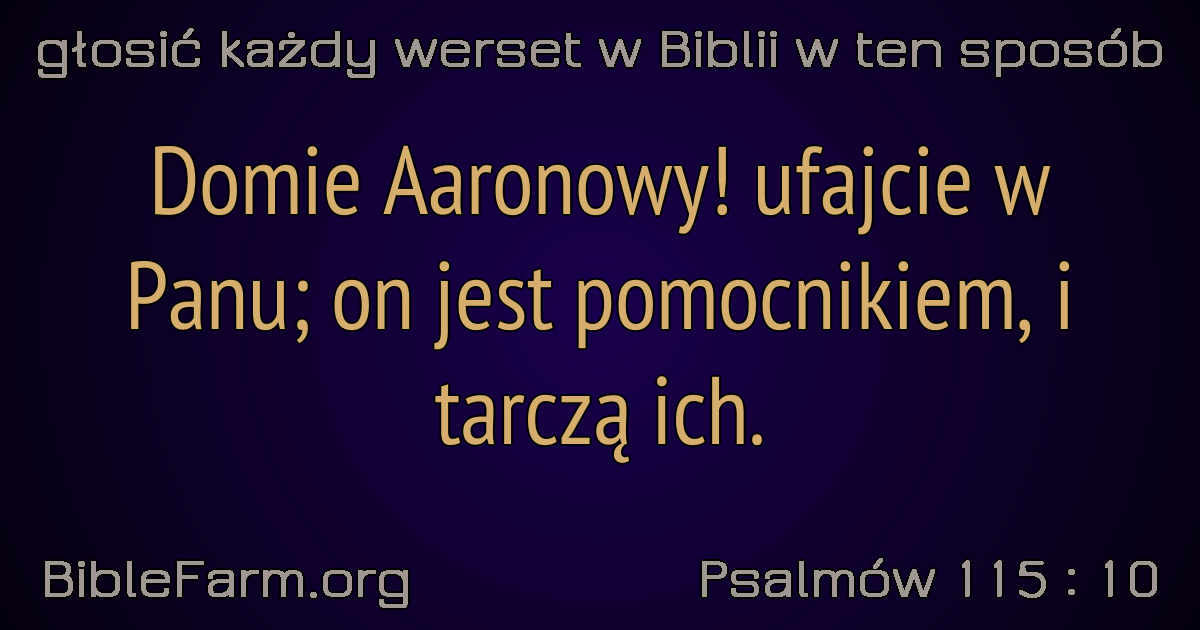 głosić każdy werset w Biblii w ten sposób
Domie Aaronowy! ufajcie w
Panu; on jest pomocnikiem, i
tarczą ich.
BibleFarm.org
Psalmów 115 : 10